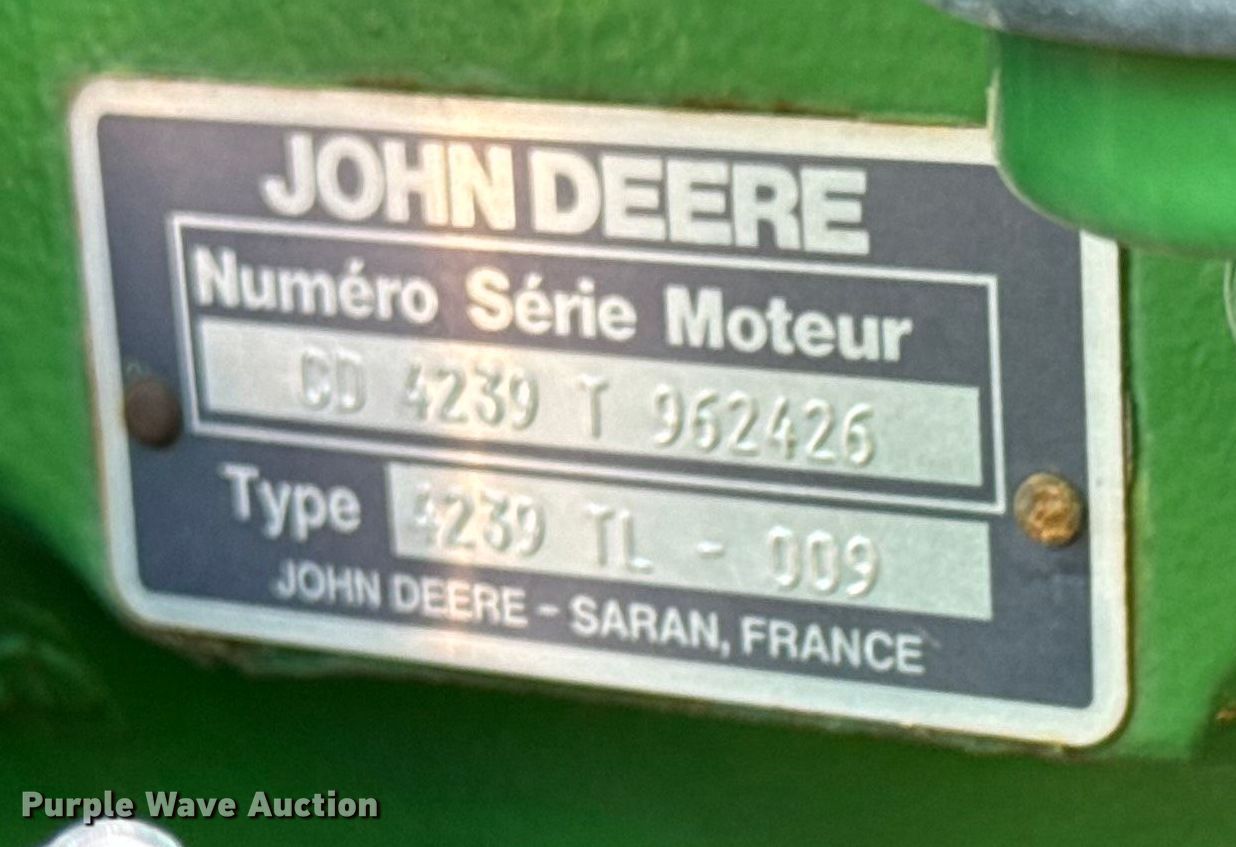 JOHN DEERE
Numéro Série Moteur
CD 4239 T 962426
Type 4239 TL - 009
JOHN DEERE - SARAN, FRANCE
Purple Wave Auction